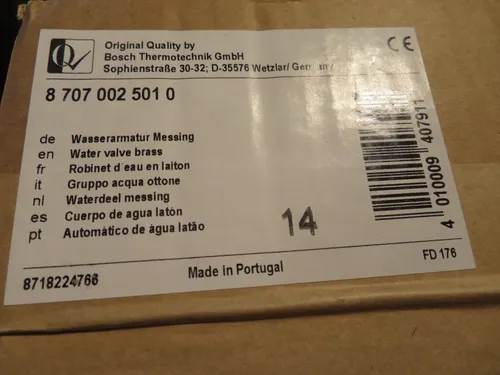 Q
Original Quality by
Bosch Thermotechnik GmbH
Sophienstraße 30-32; D-35576 Wetzlar/ Germany
CE
8 707 002 501 0
de Wasserarmatur Messing
en Water valve brass
fr Robinet d'eau en laiton
it Gruppo acqua ottone
nl Waterdeel messing
es Cuerpo de agua latón
pt Automático de água latão
14
4 010009 407911
8718224766
Made in Portugal
FD 176